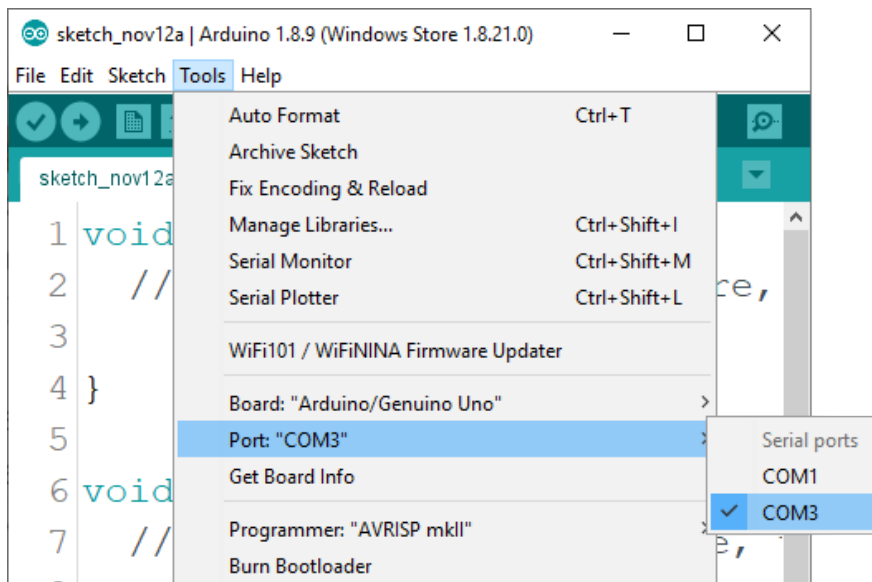 sketch_nov12a | Arduino 1.8.9 (Windows Store 1.8.21.0)
File Edit Sketch Tools Help
Auto Format Ctrl+T
Archive Sketch
sketch_nov12a
Fix Encoding & Reload
1 void
Manage Libraries... Ctrl+Shift+I
Serial Monitor Ctrl+Shift+M
2 //
Serial Plotter Ctrl+Shift+L
3
WiFi101 / WiFiNINA Firmware Updater
4 }
Board: "Arduino/Genuino Uno"
5
Port: "COM3"
Serial ports
Get Board Info
COM1
6 void
COM3
7 //
Programmer: "AVRISP mkII"
Burn Bootloader